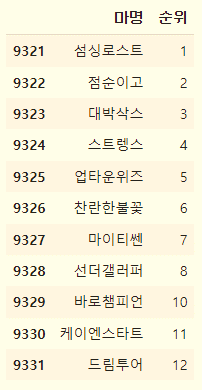 마명 순위
9321 섬싱로스트 1
9322 점순이고 2
9323 대박삭스 3
9324 스트렝스 4
9325 업타운위즈 5
9326 찬란한불꽃 6
9327 마이티쎈 7
9328 선더갤러퍼 8
9329 바로챔피언 10
9330 케이엔스타트 11
9331 드림투어 12